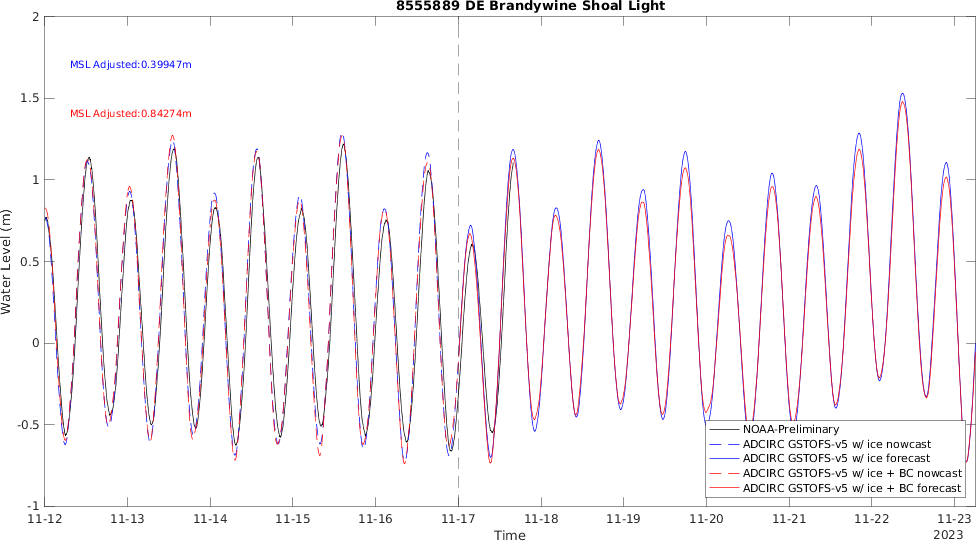 8555889 DE Brandywine Shoal Light
MSL Adjusted:0.39947m
MSL Adjusted:0.84274m
Water Level (m)
2
1.5
1
0.5
0
-0.5
-1
NOAA-Preliminary
ADCIRC GSTOFS-v5 w/ ice nowcast
ADCIRC GSTOFS-v5 w/ ice forecast
ADCIRC GSTOFS-v5 w/ ice + BC nowcast
ADCIRC GSTOFS-v5 w/ ice + BC forecast
11-12 11-13 11-14 11-15 11-16 11-17 11-18 11-19 11-20 11-21 11-22 11-23
Time
2023